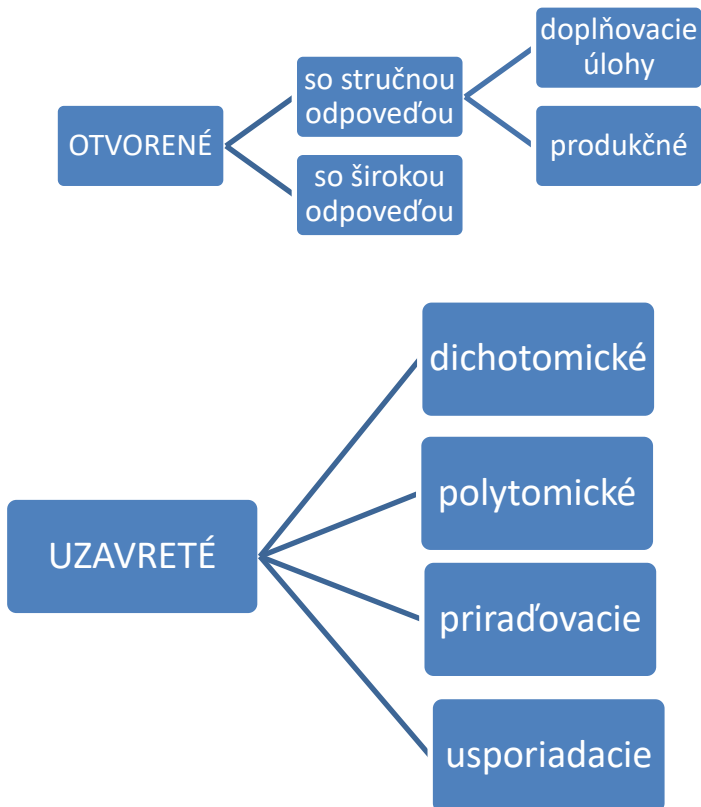 OTVORENÉ
so stručnou
odpoveďou
doplňovacie
úlohy
produkčné
so širokou
odpoveďou
UZAVRETÉ
dichotomické
polytomické
priraďovacie
usporiadacie